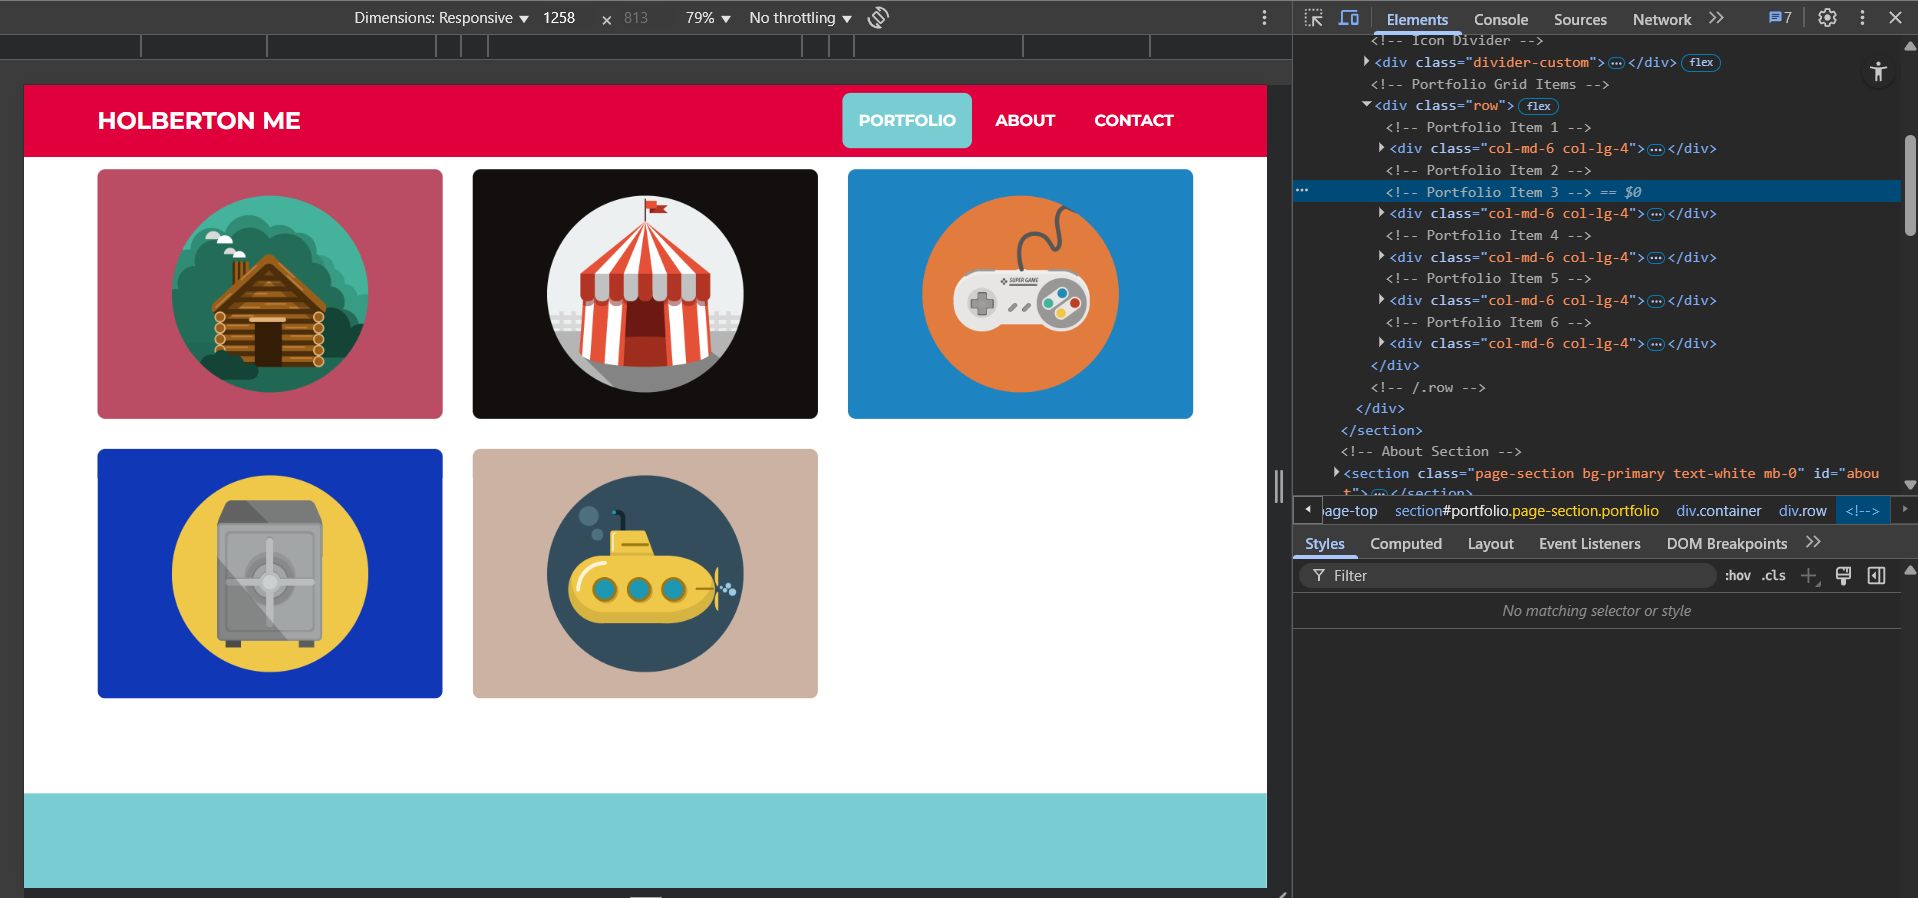 Dimensions: Responsive 1258 × 813 79% No throttling
HOLBERTON ME
PORTFOLIO ABOUT CONTACT
SUPER GAME
Elements Console Sources Network 7
<!-- Icon Divider -->
<div class="divider-custom"> ⋯ </div> flex
<!-- Portfolio Grid Items -->
<div class="row"> flex
<!-- Portfolio Item 1 -->
<div class="col-md-6 col-lg-4"> ⋯ </div>
<!-- Portfolio Item 2 -->
<!-- Portfolio Item 3 --> == $0
<div class="col-md-6 col-lg-4"> ⋯ </div>
<!-- Portfolio Item 4 -->
<div class="col-md-6 col-lg-4"> ⋯ </div>
<!-- Portfolio Item 5 -->
<div class="col-md-6 col-lg-4"> ⋯ </div>
<!-- Portfolio Item 6 -->
<div class="col-md-6 col-lg-4"> ⋯ </div>
</div>
<!-- /.row -->
</div>
</section>
<!-- About Section -->
<section class="page-section bg-primary text-white mb-0" id="abou
t"> ⋯ </section>
page-top section#portfolio.page-section.portfolio div.container div.row <!-->
Styles Computed Layout Event Listeners DOM Breakpoints
Filter :hov .cls
No matching selector or style